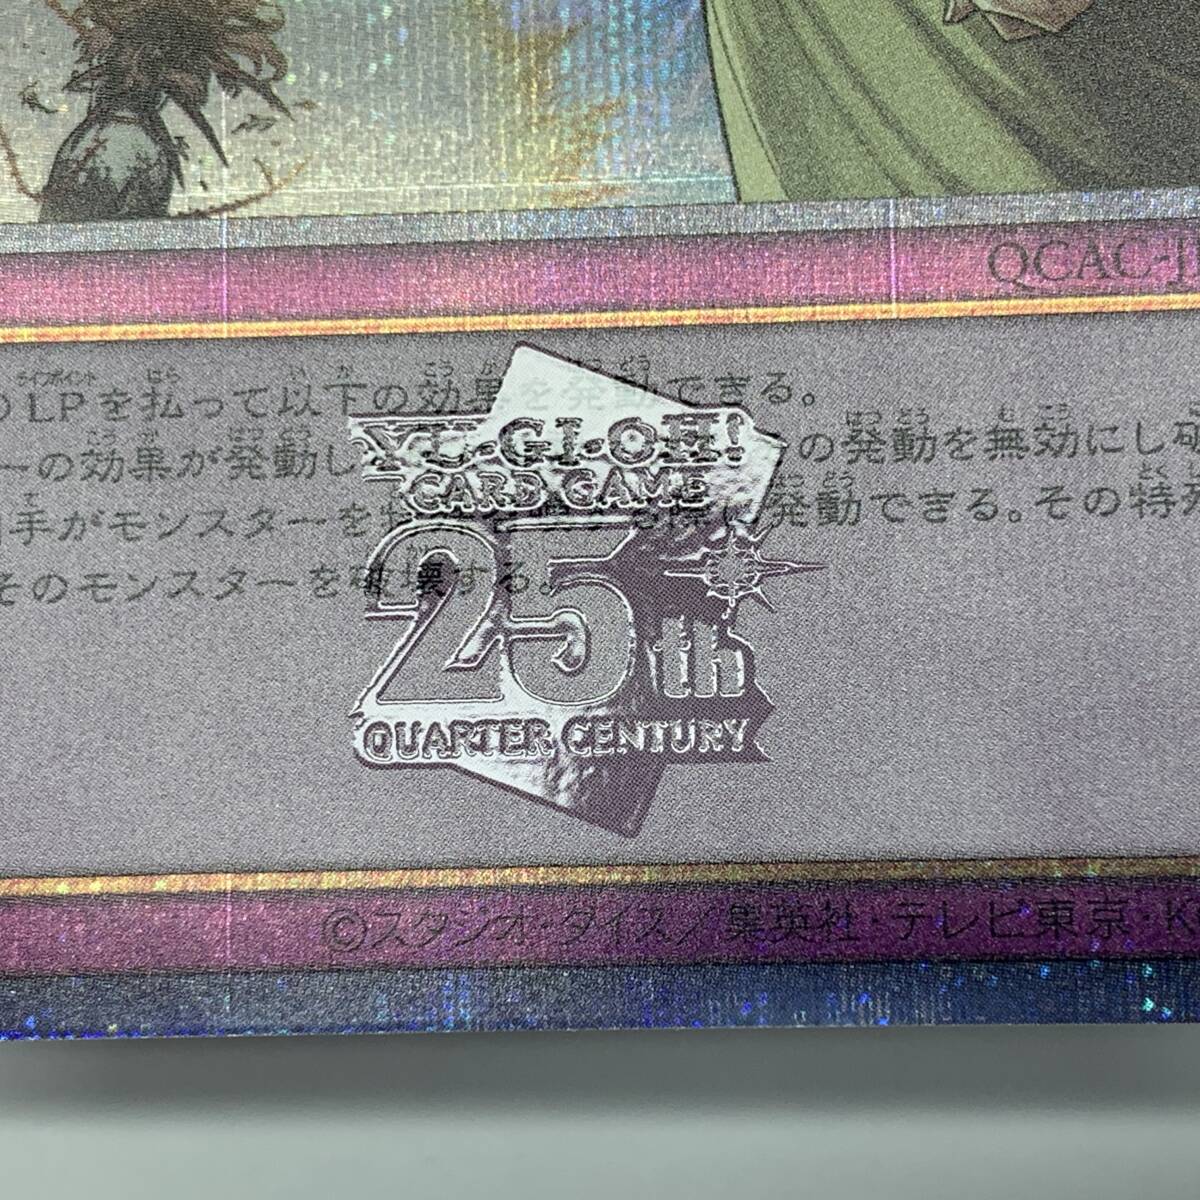 QCAC-J
LPを払って以下の効果を発動できる。
ーの効果が発動し の発動を無効にし破
手がモンスターを に発動できる。その特殊
そのモンスターを破壊する。
YU-GI-OH!
CARD GAME
25th
QUARTER CENTURY
©スタジオ・ダイス/集英社・テレビ東京・K